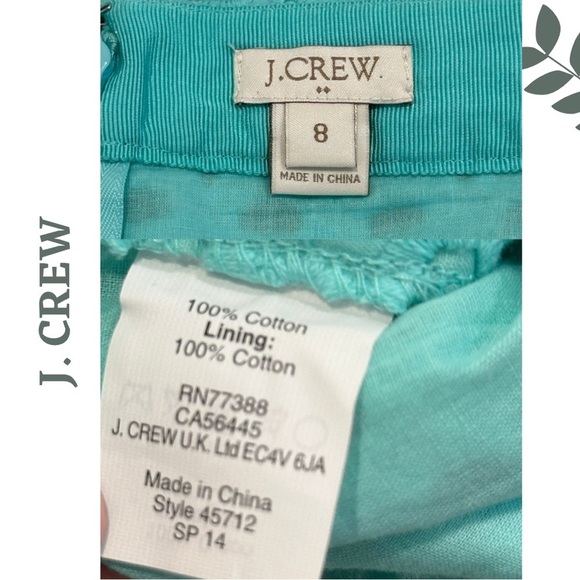 J.CREW
8
MADE IN CHINA
J. CREW
100% Cotton
Lining:
100% Cotton
RN77388
CA56445
J. CREW U.K. Ltd EC4V 6JA
Made in China
Style 45712
SP 14